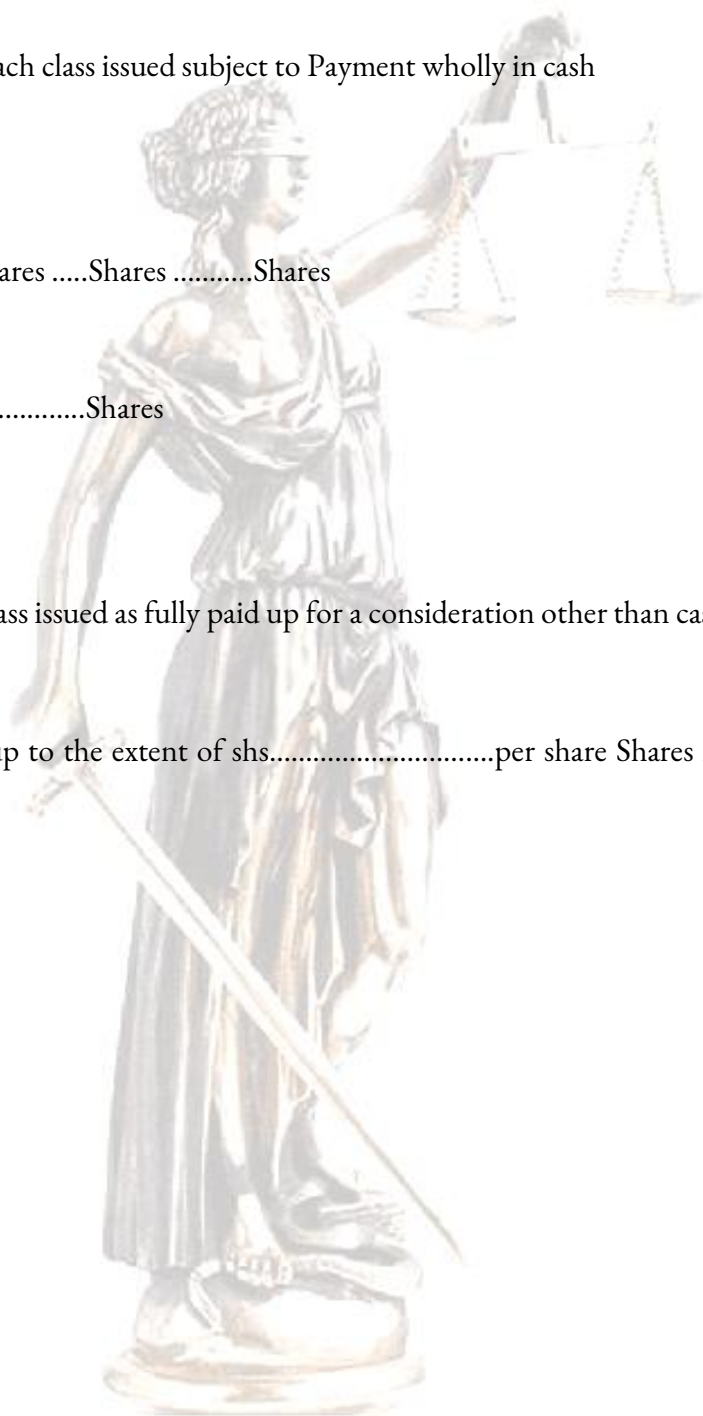 ach class issued subject to Payment wholly in cash
ares .....Shares ...........Shares
............Shares
ass issued as fully paid up for a consideration other than ca
up to the extent of shs...............................per share Shares